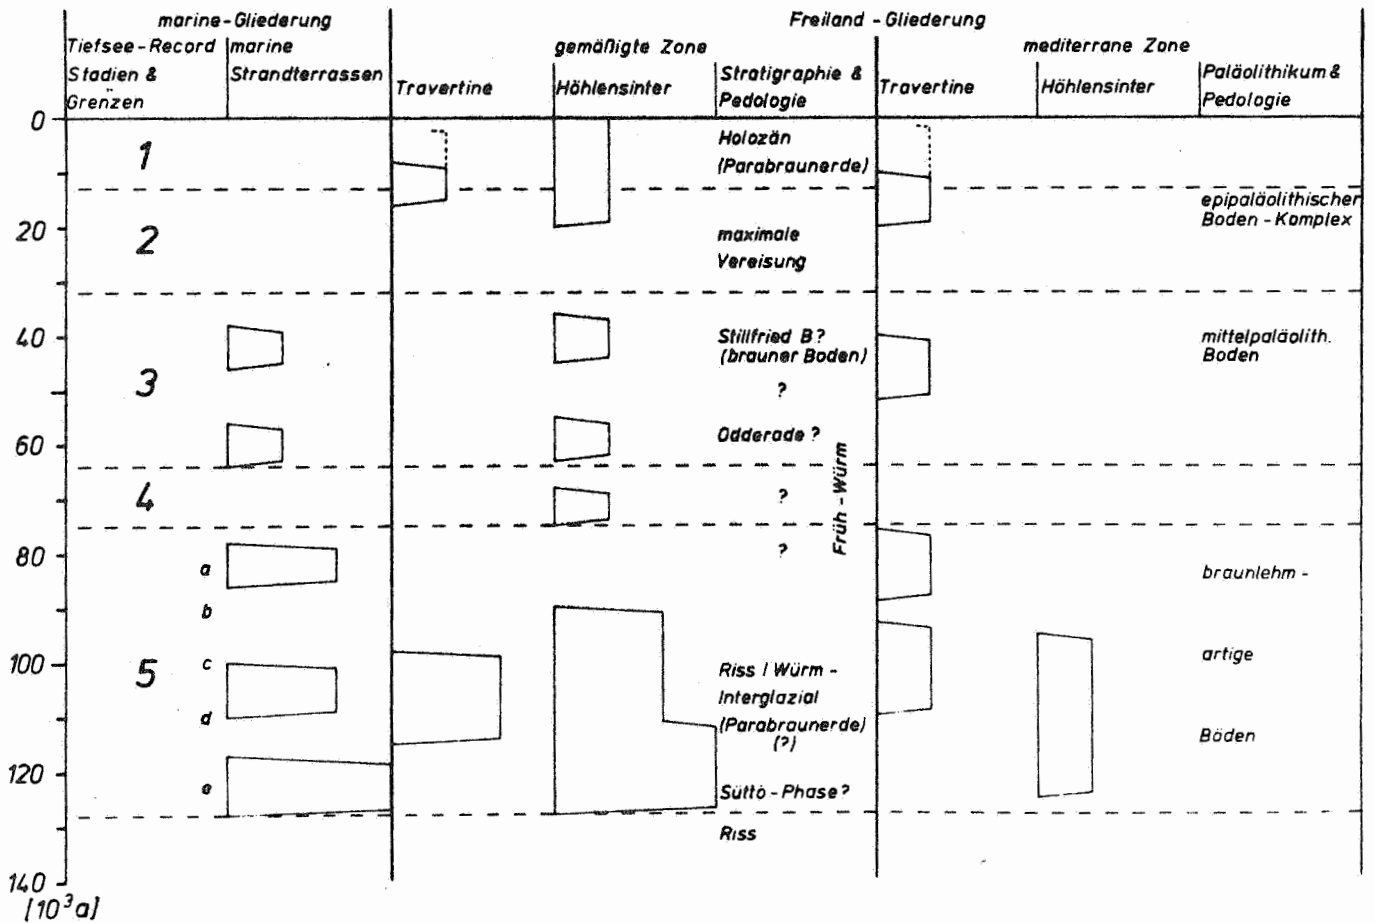 marine-Gliederung
Freiland - Gliederung
Tiefsee-Record
marine
gemäßigte Zone
mediterrane Zone
Stadien &
Grenzen
Strandterrassen
Travertine
Höhlensinter
Stratigraphie &
Pedologie
Travertine
Höhlensinter
Paläolithikum &
Pedologie
0
1
Holozän
(Parabraunerde)
epipaläolithischer
Boden-Komplex
20
2
maximale
Vereisung
40
3
Stillfried B?
(brauner Boden)
?
mittelpaläolith.
Boden
60
Odderade ?
4
?
Früh-Würm
80
?
a
braunlehm -
b
100
5
c
Riss / Würm -
Interglazial
(Parabraunerde)
(?)
artige
d
Böden
120
e
Süttö-Phase?
Riss
140
[10³a]